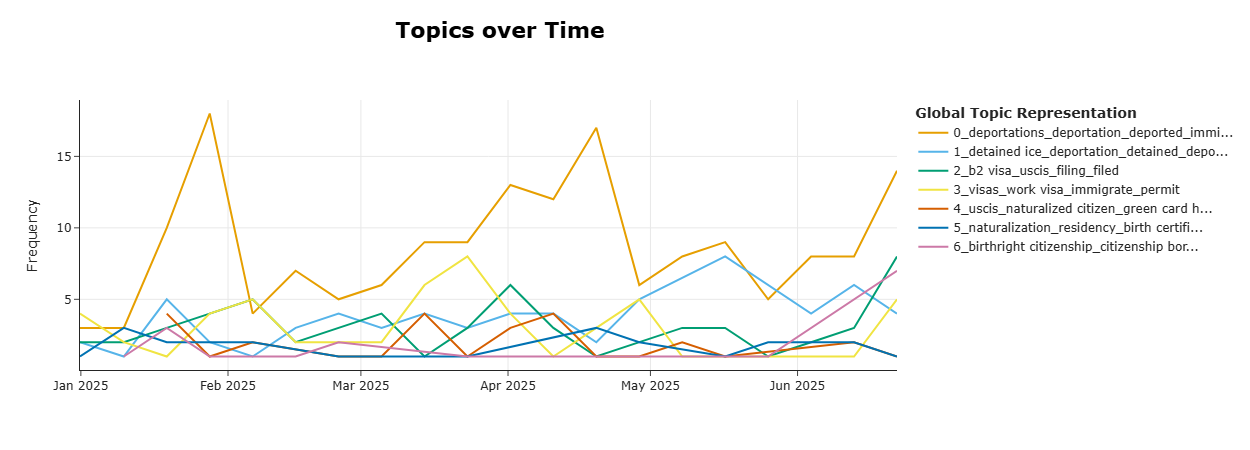 Topics over Time
Frequency
15
10
5
Jan 2025
Feb 2025
Mar 2025
Apr 2025
May 2025
Jun 2025
Global Topic Representation
0_deportations_deportation_deported_immi...
1_detained ice_deportation_detained_depo...
2_b2 visa_uscis_filing_filed
3_visas_work visa_immigrate_permit
4_uscis_naturalized citizen_green card h...
5_naturalization_residency_birth certifi...
6_birthright citizenship_citizenship bor...